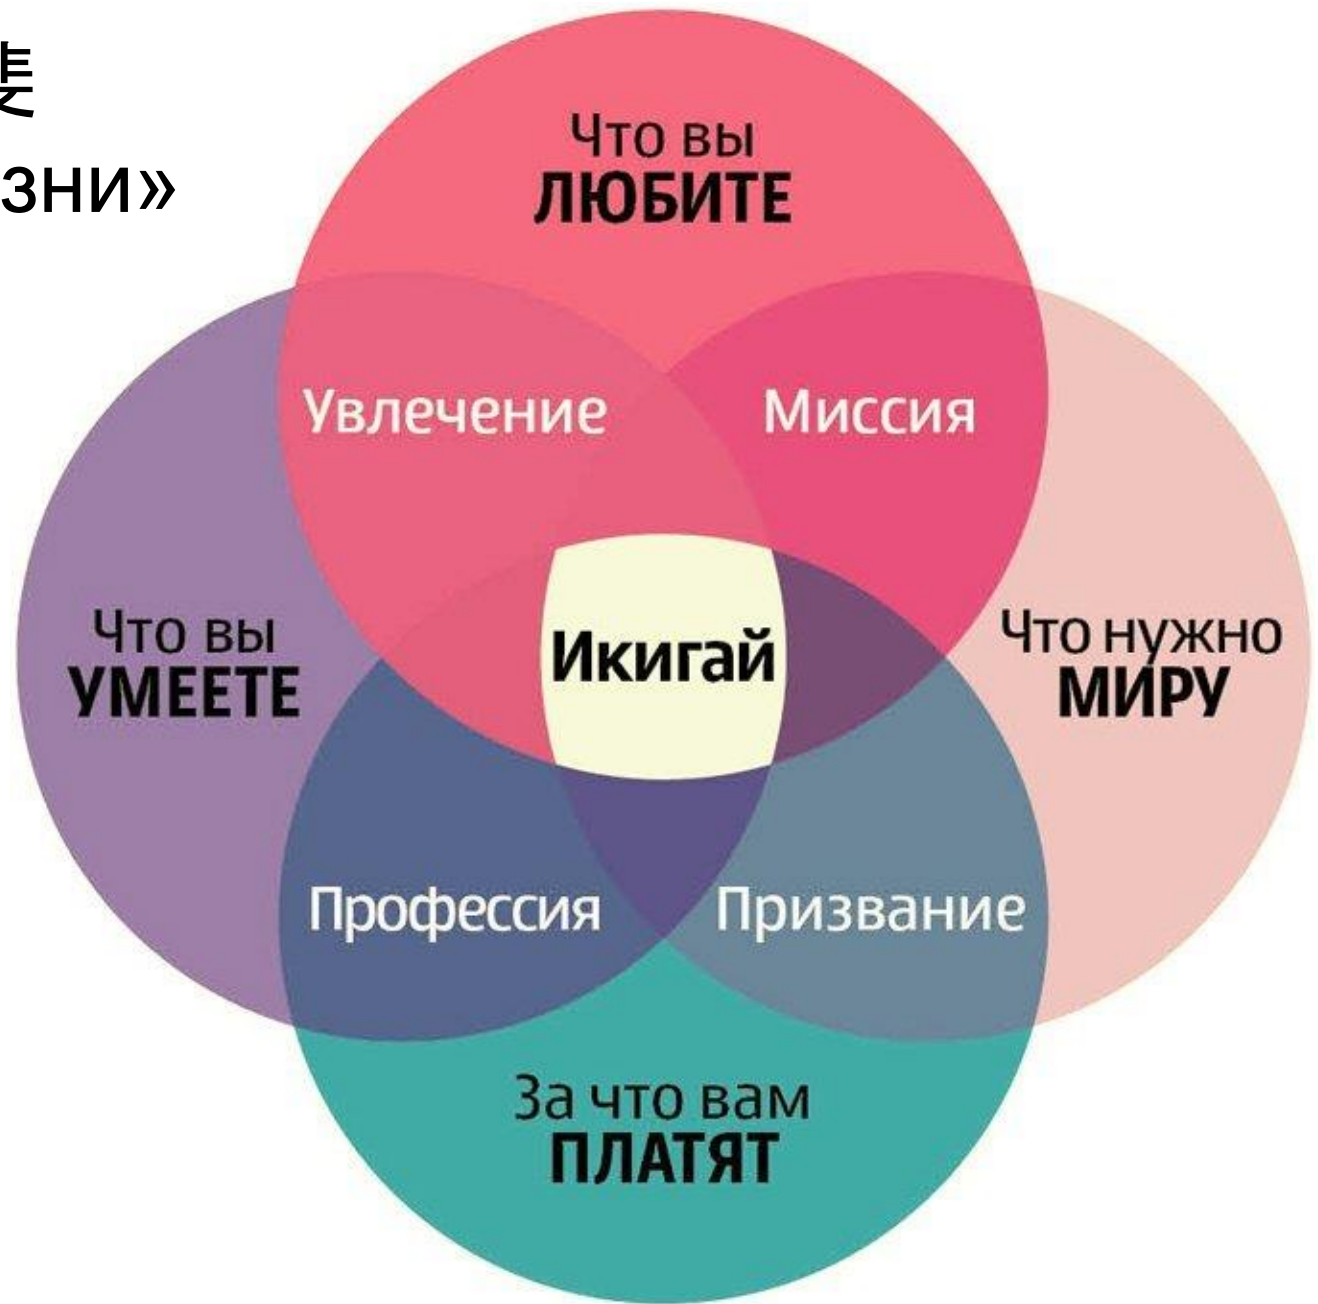 зни»
Что вы
ЛЮБИТЕ
Увлечение
Миссия
Что вы
УМЕЕТЕ
Икигай
Что нужно
МИРУ
Профессия
Призвание
За что вам
ПЛАТЯТ